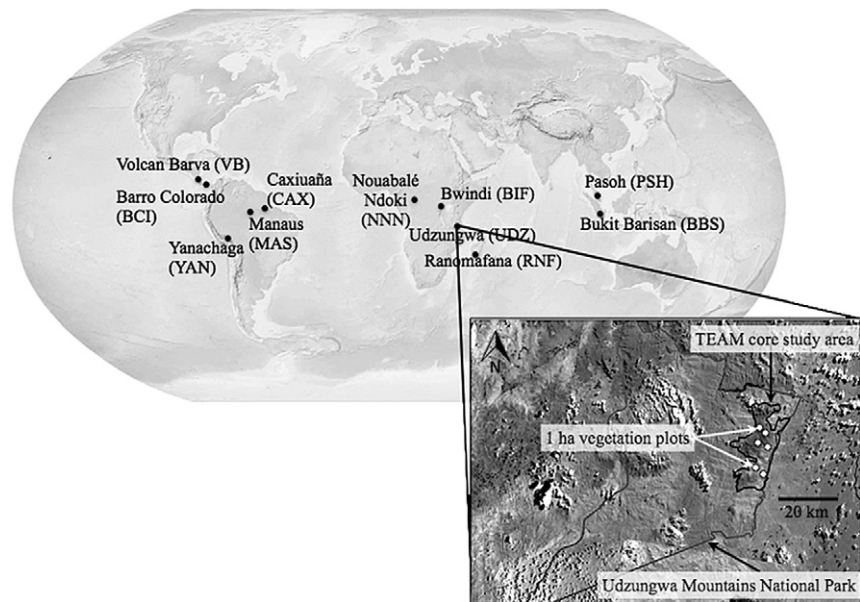 Volcan Barva (VB)
Barro Colorado
(BCI)
Caxiuaña
(CAX)
Manaus
(MAS)
Yanachaga
(YAN)
Nouabalé
Ndoki
(NNN)
Bwindi (BIF)
Udzungwa (UDZ)
Ranomafana (RNF)
Pasoh (PSH)
Bukit Barisan (BBS)
TEAM core study area
N
1 ha vegetation plots
20 km
Udzungwa Mountains National Park